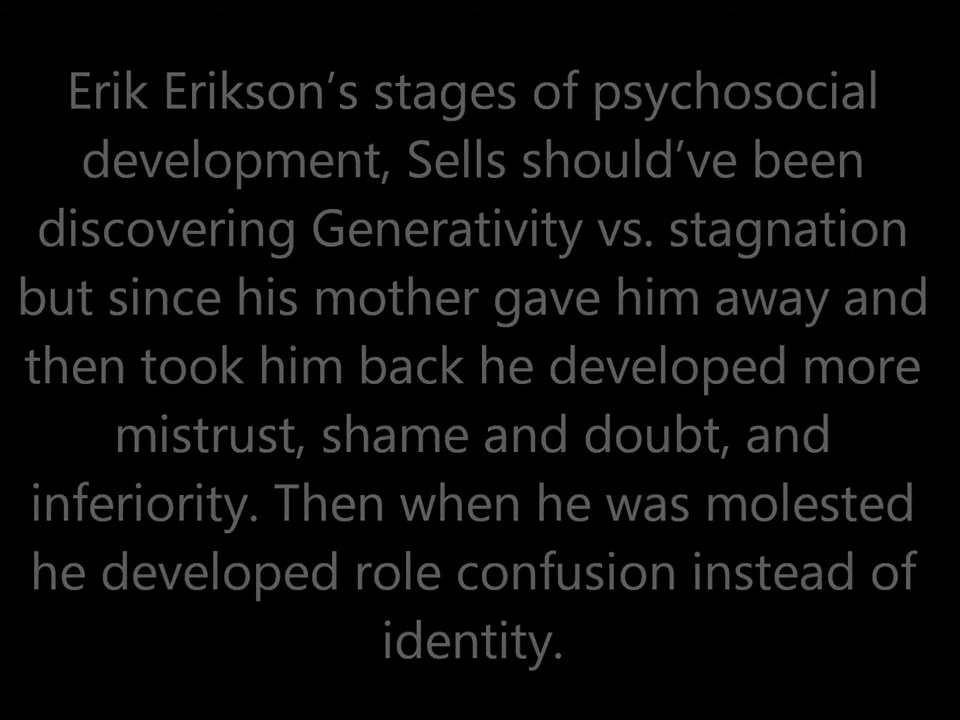 Erik Erikson's stages of psychosocial
development, Sells should've been
discovering Generativity vs. stagnation
but since his mother gave him away and
then took him back he developed more
mistrust, shame and doubt, and
inferiority. Then when he was molested
he developed role confusion instead of
identity.